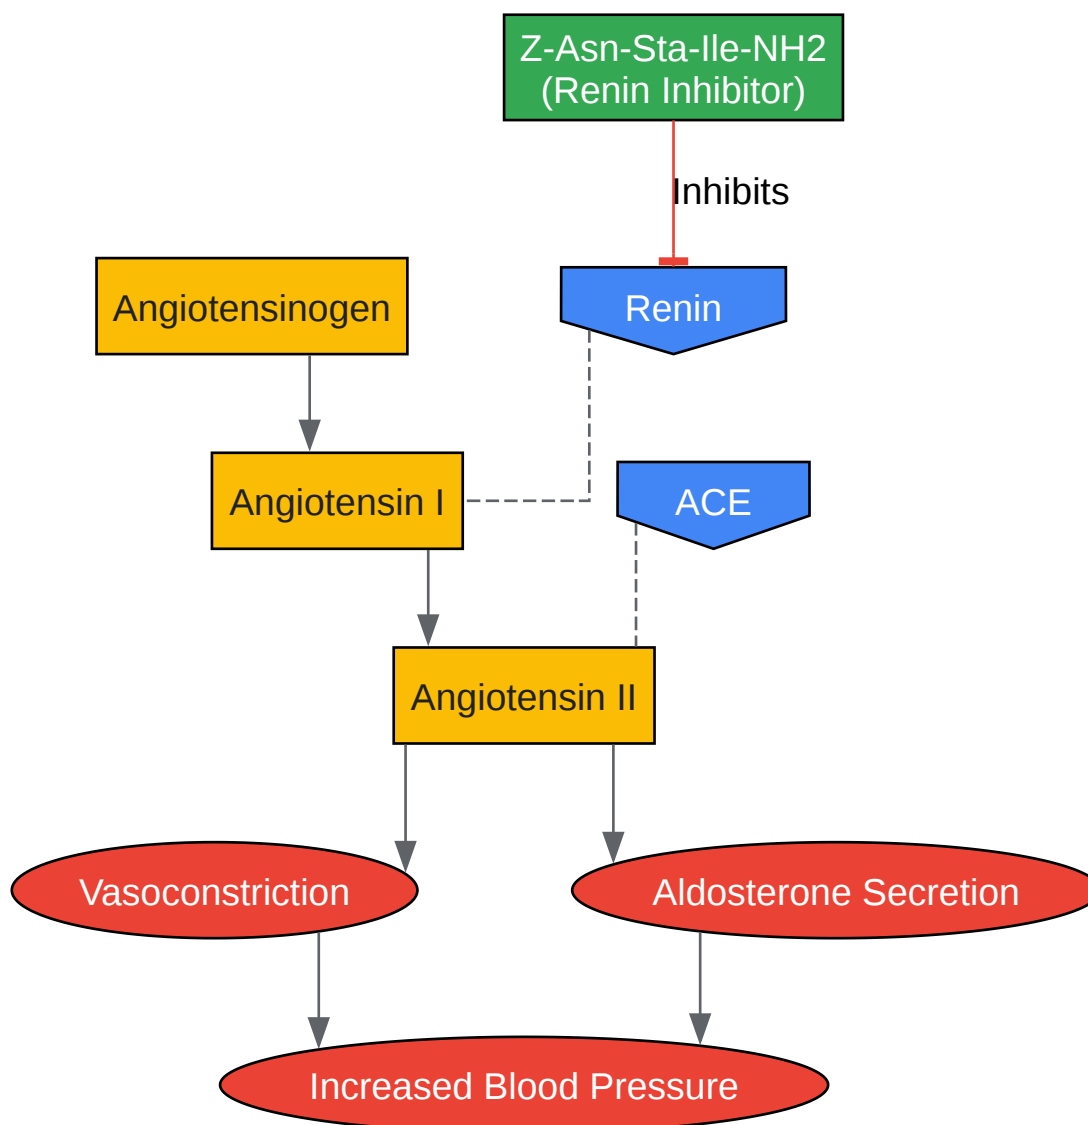 Z-Asn-Sta-Ile-NH2
(Renin Inhibitor)
Inhibits
Angiotensinogen
Renin
Angiotensin I
ACE
Angiotensin II
Vasoconstriction
Aldosterone Secretion
Increased Blood Pressure